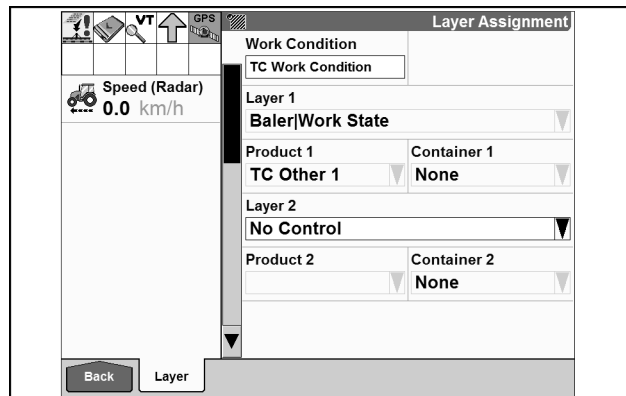 VT
GPS
Layer Assignment
Speed (Radar)
0.0 km/h
Work Condition
TC Work Condition
Layer 1
Baler|Work State
Product 1
Container 1
TC Other 1
None
Layer 2
No Control
Product 2
Container 2
None
Back
Layer